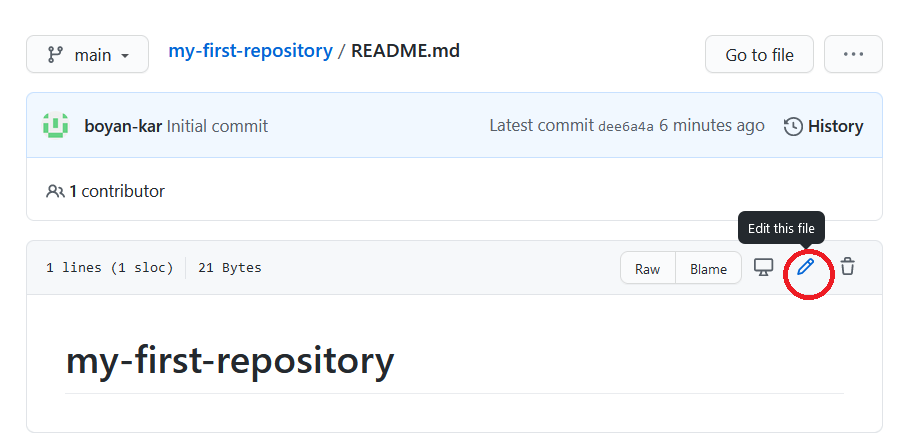 main my-first-repository / README.md Go to file ...
boyan-kar Initial commit Latest commit dee6a4a 6 minutes ago History
1 contributor
Edit this file
1 lines (1 sloc) 21 Bytes Raw Blame
my-first-repository